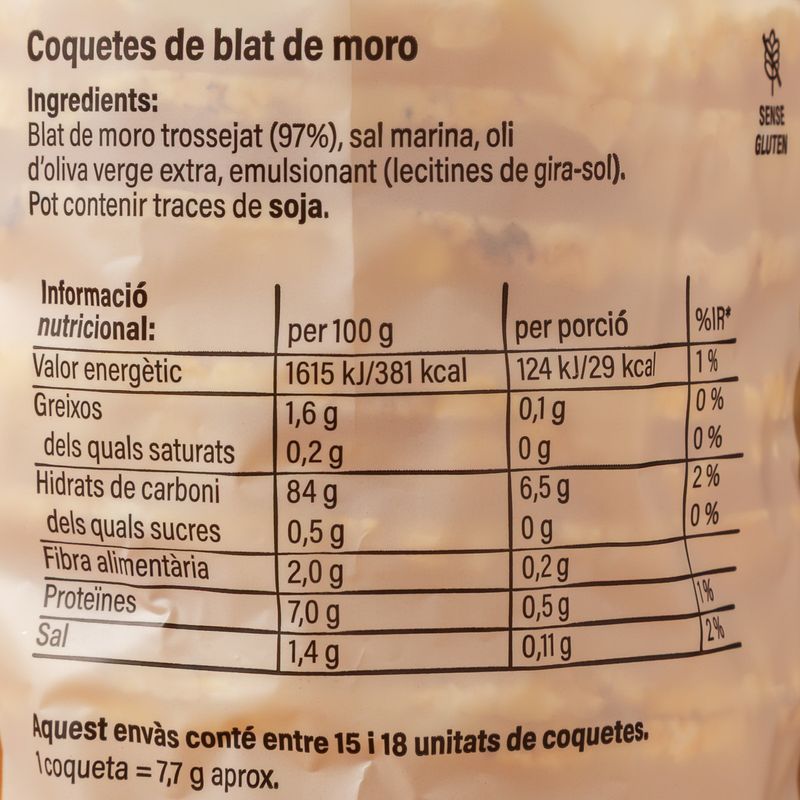 Coquetes de blat de moro
SENSE
GLUTEN
Ingredients:
Blat de moro trossejat (97%), sal marina, oli
d'oliva verge extra, emulsionant (lecitines de gira-sol).
Pot contenir traces de soja.
Informació
nutricional: per 100 g per porció %IR*
Valor energètic 1615 kJ/381 kcal 124 kJ/29 kcal 1%
Greixos 1,6 g 0,1 g 0%
dels quals saturats 0,2 g 0 g 0%
Hidrats de carboni 84 g 6,5 g 2%
dels quals sucres 0,5 g 0 g 0%
Fibra alimentària 2,0 g 0,2 g
Proteïnes 7,0 g 0,5 g 1%
Sal 1,4 g 0,11 g 2%
Aquest envàs conté entre 15 i 18 unitats de coquetes.
1 coqueta = 7,7 g aprox.